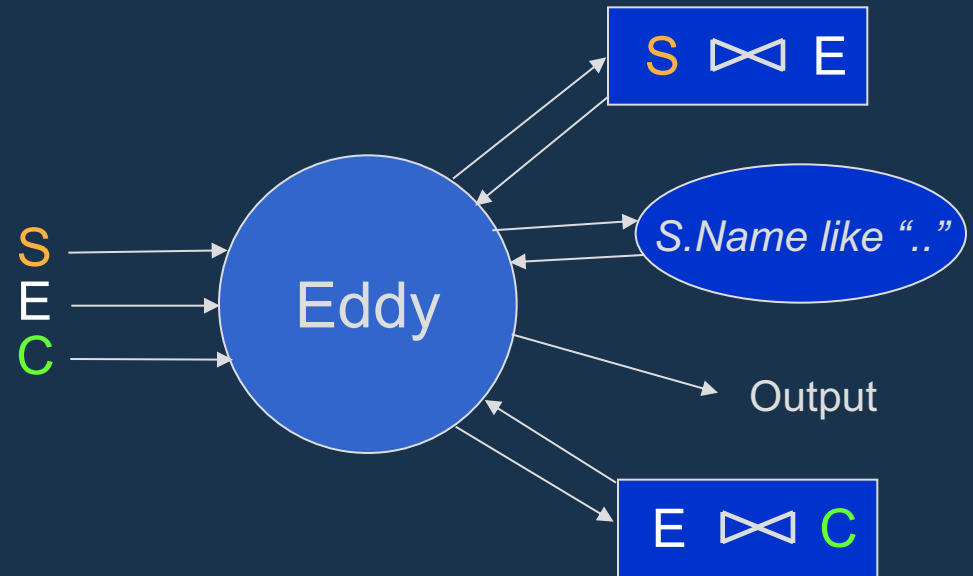 S ⋈ E
S.Name like “..”
S
E
C
Eddy
Output
E ⋈ C